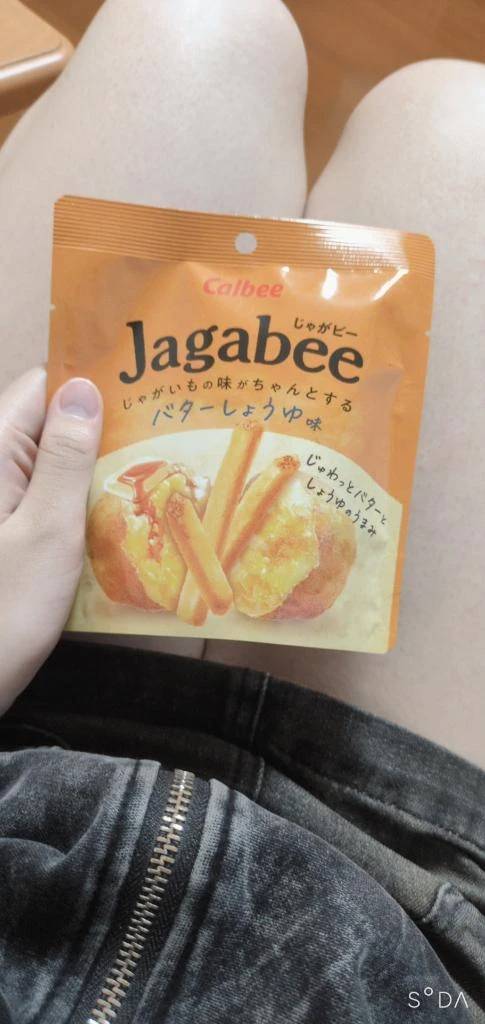 Calbee
じゃがビー
Jagabee
じゃがいもの味がちゃんとする
バターしょうゆ味
じゅわっとバターと
しょうゆのうまみ
SODA